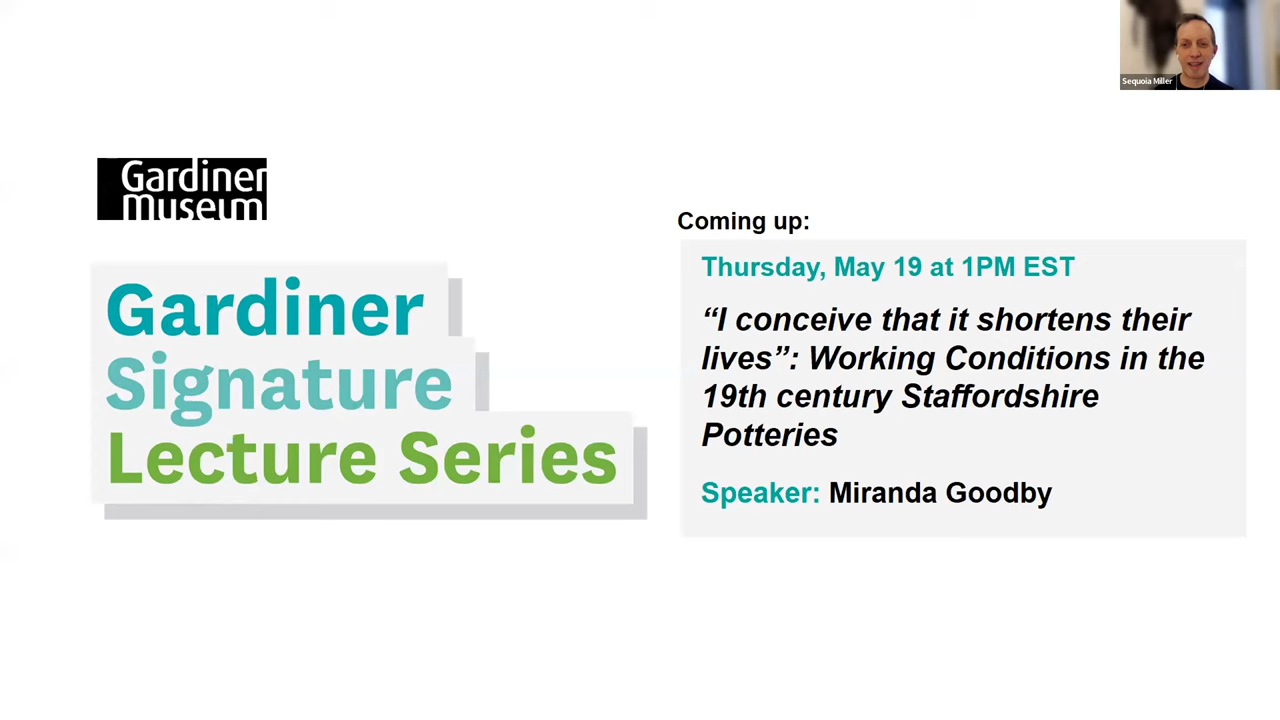 Sequoia Miller
Gardiner
Museum
Gardiner
Signature
Lecture Series
Coming up:
Thursday, May 19 at 1PM EST
“I conceive that it shortens their
lives”: Working Conditions in the
19th century Staffordshire
Potteries
Speaker: Miranda Goodby